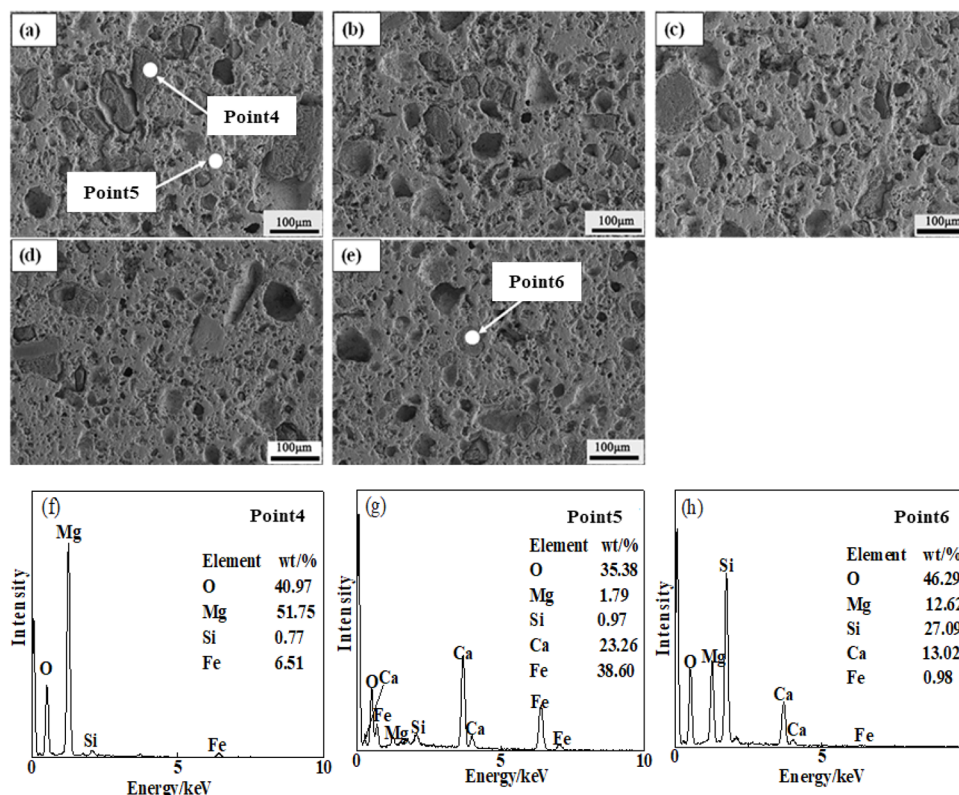 (a)
Point4
Point5
100μm
(b)
100μm
(c)
100μm
(d)
100μm
(e)
Point6
100μm
(f)
Point4
Mg
Element wt/%
O 40.97
Mg 51.75
Si 0.77
Fe 6.51
O
Si
Fe
Intensity
0 5 10
Energy/keV
(g)
Point5
Element wt/%
O 35.38
Mg 1.79
Si 0.97
Ca 23.26
Fe 38.60
Ca
O
Ca
Fe
Mg
Si
Ca
Fe
Fe
Intensity
0 5 10
Energy/keV
(h)
Point6
Si
Element wt/%
O 46.29
Mg 12.62
Si 27.09
Ca 13.02
Fe 0.98
O
Mg
Ca
Ca
Fe
Intensity
0 5
Energy/keV